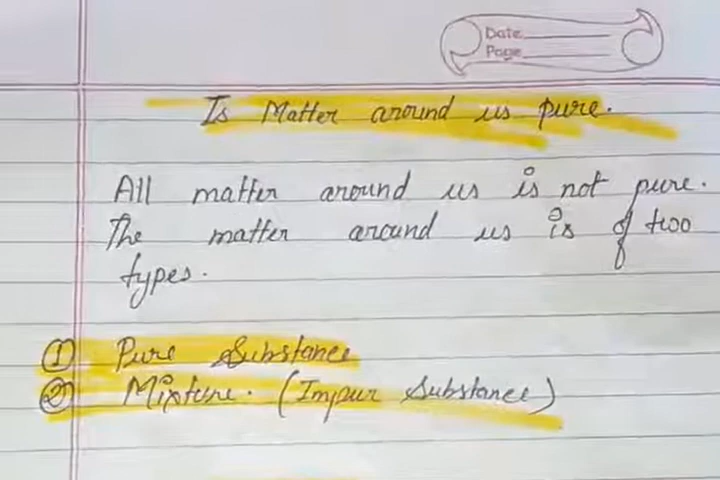 Date
Page
Is Matter around us pure.
All matter around us is not pure.
The matter around us is of two
types.
① Pure Substance
② Mixture. (Impur Substance)